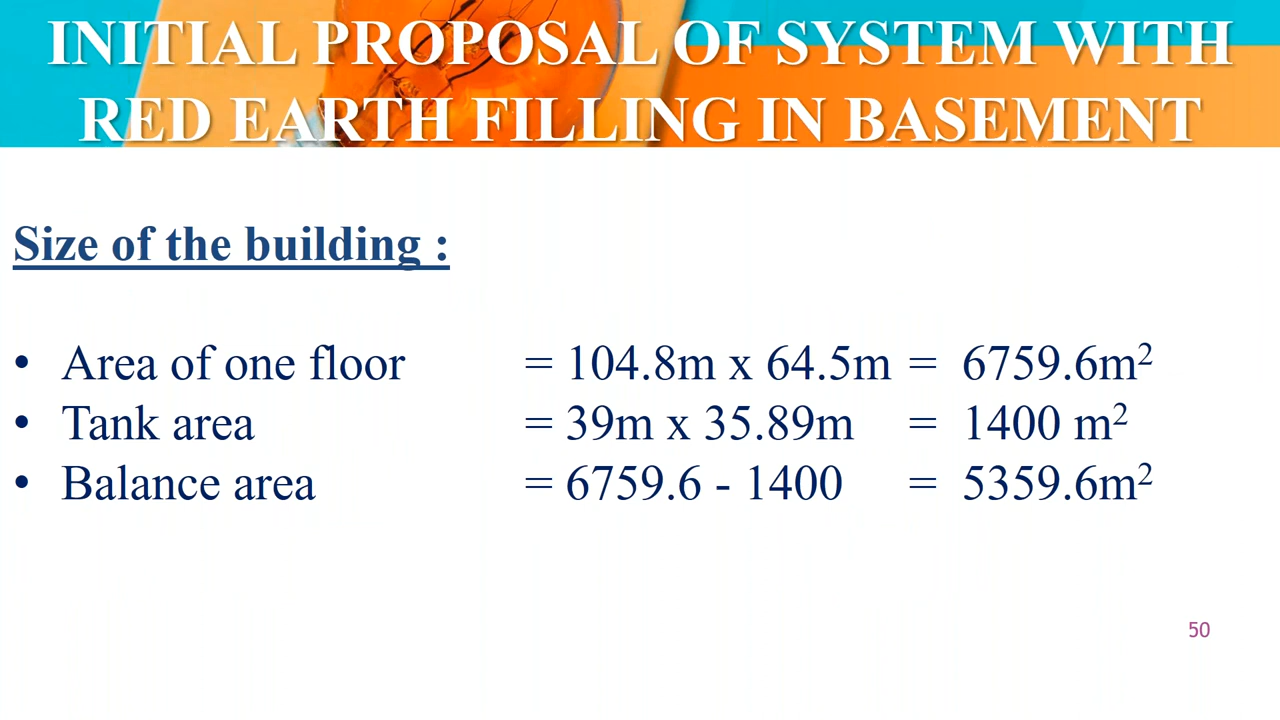 INITIAL PROPOSAL OF SYSTEM WITH
RED EARTH FILLING IN BASEMENT
Size of the building :
• Area of one floor = 104.8m x 64.5m = 6759.6m²
• Tank area = 39m x 35.89m = 1400 m²
• Balance area = 6759.6 - 1400 = 5359.6m²
50